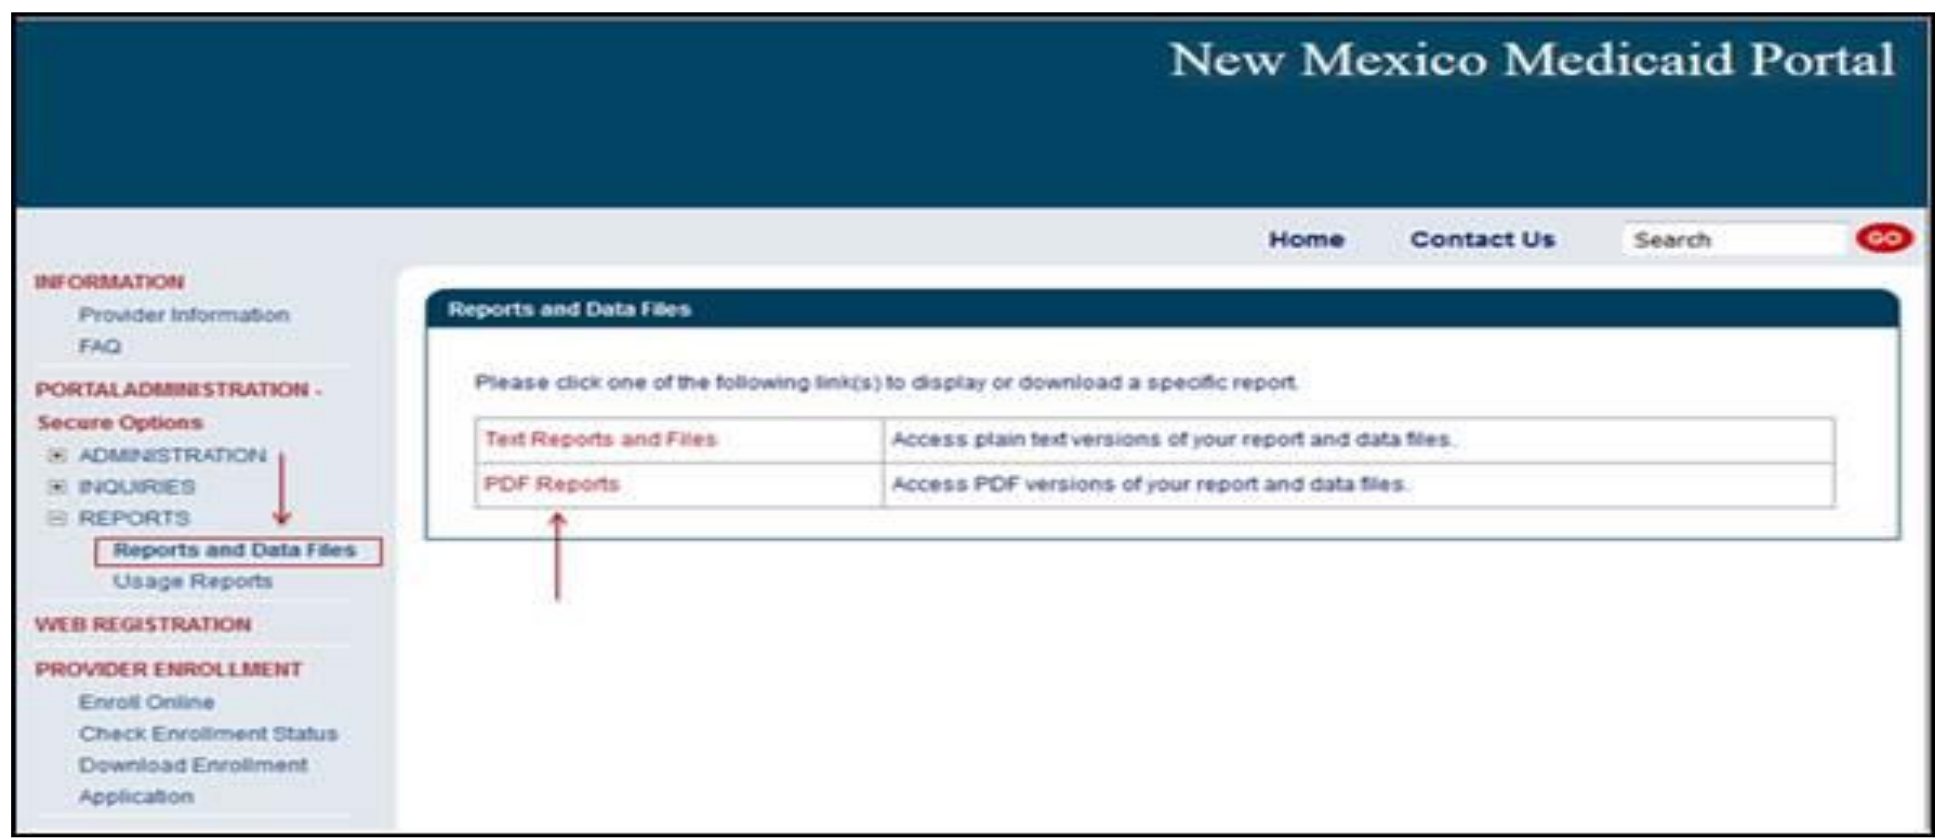 New Mexico Medicaid Portal
Home Contact Us Search GO
INFORMATION
Provider Information
FAQ
PORTAL ADMINISTRATION -
Secure Options
ADMINISTRATION
INQUIRIES
REPORTS
Reports and Data Files
Usage Reports
WEB REGISTRATION
PROVIDER ENROLLMENT
Enroll Online
Check Enrollment Status
Download Enrollment
Application
Reports and Data Files
Please click one of the following link(s) to display or download a specific report.
Text Reports and Files Access plain text versions of your report and data files.
PDF Reports Access PDF versions of your report and data files.